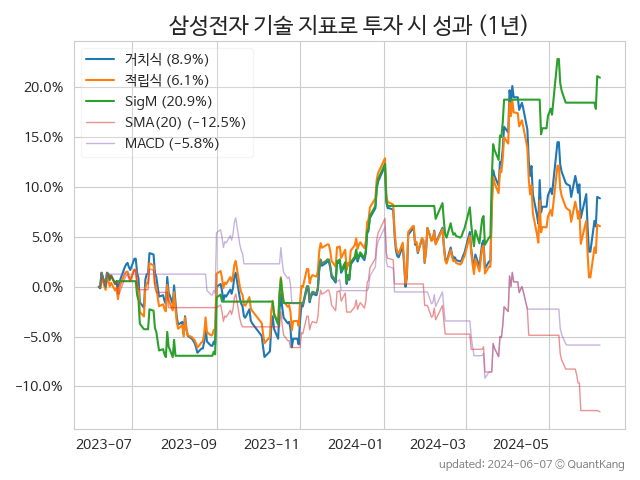 삼성전자 기술 지표로 투자 시 성과 (1년)
거치식 (8.9%)
적립식 (6.1%)
SigM (20.9%)
SMA(20) (−12.5%)
MACD (−5.8%)
20.0%
15.0%
10.0%
5.0%
0.0%
−5.0%
−10.0%
2023-07 2023-09 2023-11 2024-01 2024-03 2024-05
updated: 2024-06-07 © QuantKang